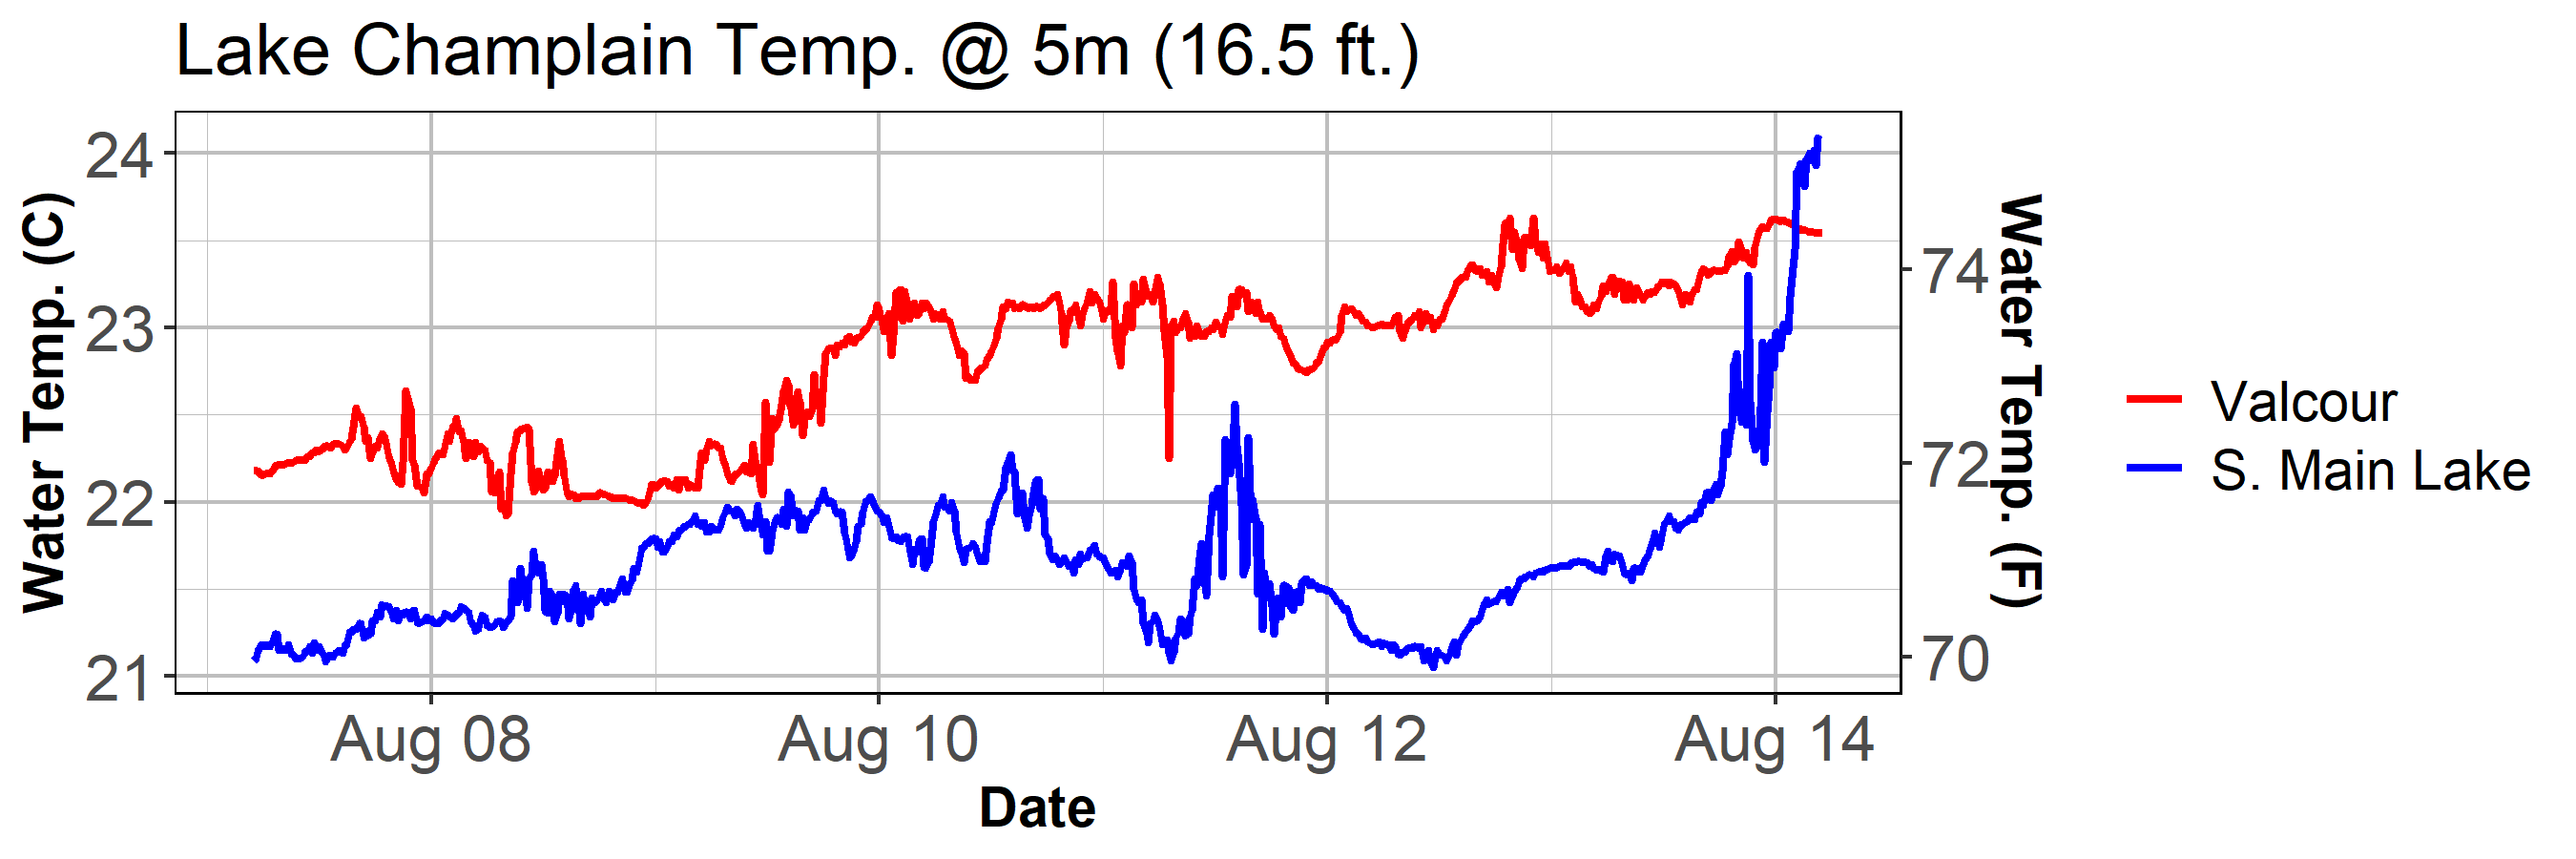 Lake Champlain Temp. @ 5m (16.5 ft.)
Water Temp. (C)
24
23
22
21
Aug 08
Aug 10
Aug 12
Aug 14
Date
74
72
70
Water Temp. (F)
Valcour
S. Main Lake